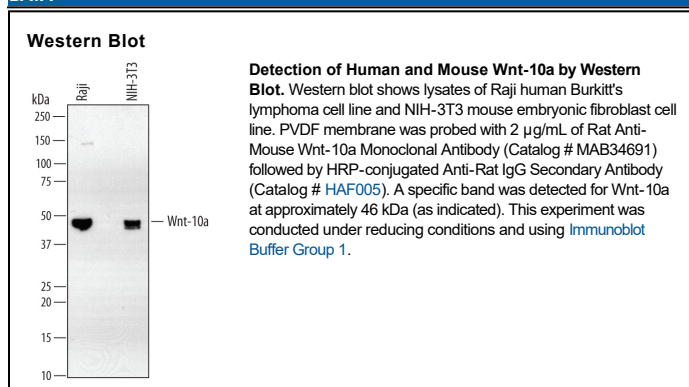 Western Blot
kDa
Raji
NIH-3T3
250
150
100
75
50
37
25
20
15
10
Wnt-10a
Detection of Human and Mouse Wnt-10a by Western
Blot. Western blot shows lysates of Raji human Burkitt's
lymphoma cell line and NIH-3T3 mouse embryonic fibroblast cell
line. PVDF membrane was probed with 2 µg/mL of Rat Anti-
Mouse Wnt-10a Monoclonal Antibody (Catalog # MAB34691)
followed by HRP-conjugated Anti-Rat IgG Secondary Antibody
(Catalog # HAF005). A specific band was detected for Wnt-10a
at approximately 46 kDa (as indicated). This experiment was
conducted under reducing conditions and using Immunoblot
Buffer Group 1.